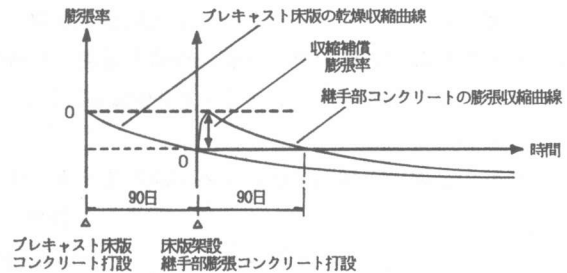 膨張率
プレキャスト床版の乾燥収縮曲線
収縮補償
膨張率
継手部コンクリートの膨張収縮曲線
0
0
時間
90日
90日
プレキャスト床版
コンクリート打設
床版架設
継手部膨張コンクリート打設